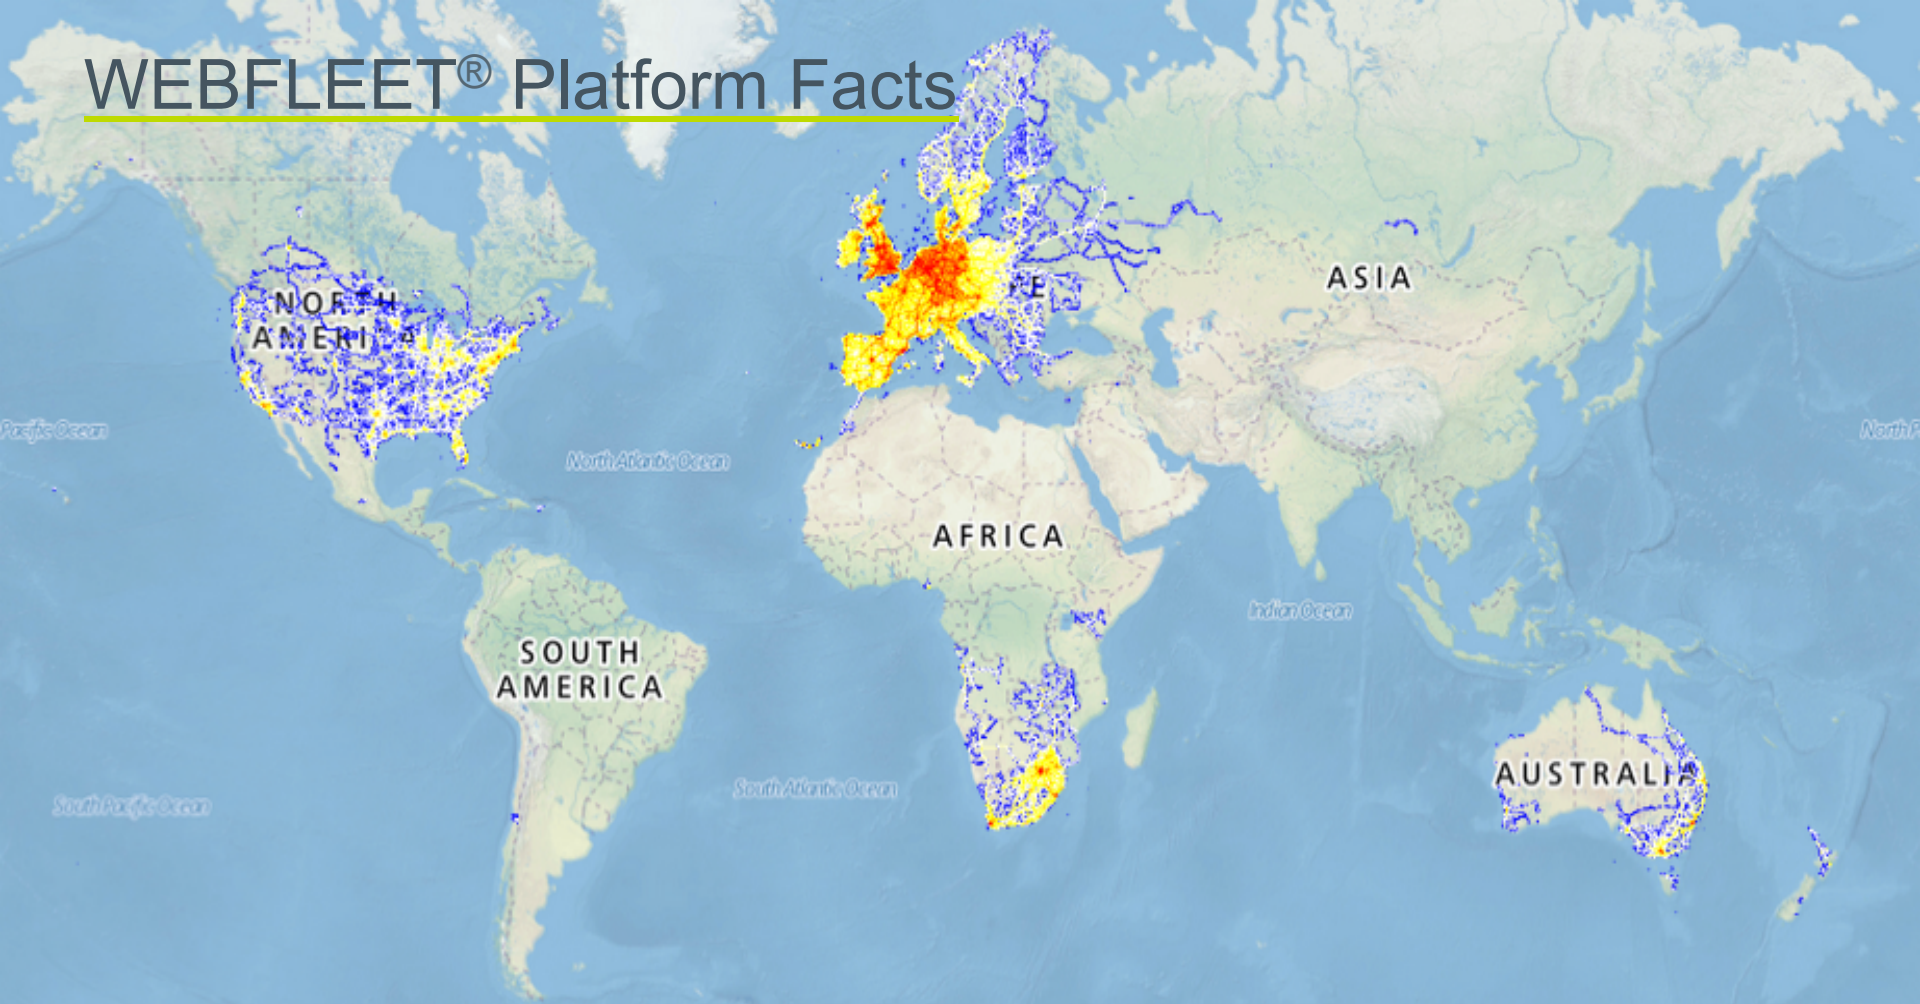 WEBFLEET® Platform Facts
NORTH
AMERICA
ASIA
Pacific Ocean
North Atlantic Ocean
North P
AFRICA
Indian Ocean
SOUTH
AMERICA
AUSTRALIA
South Atlantic Ocean
South Pacific Ocean